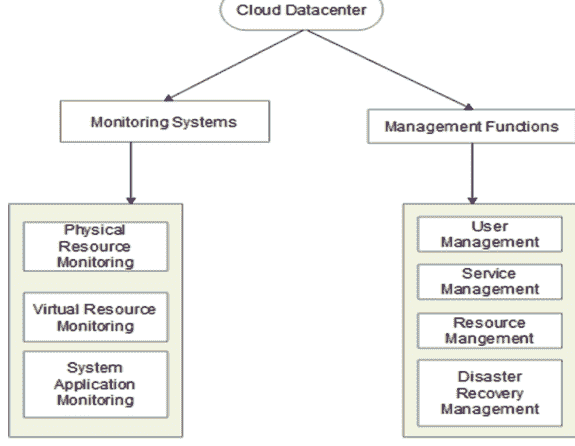 Cloud Datacenter
Monitoring Systems
Management Functions
Physical
Resource
Monitoring
Virtual Resource
Monitoring
System
Application
Monitoring
User
Management
Service
Management
Resource
Mangement
Disaster
Recovery
Management